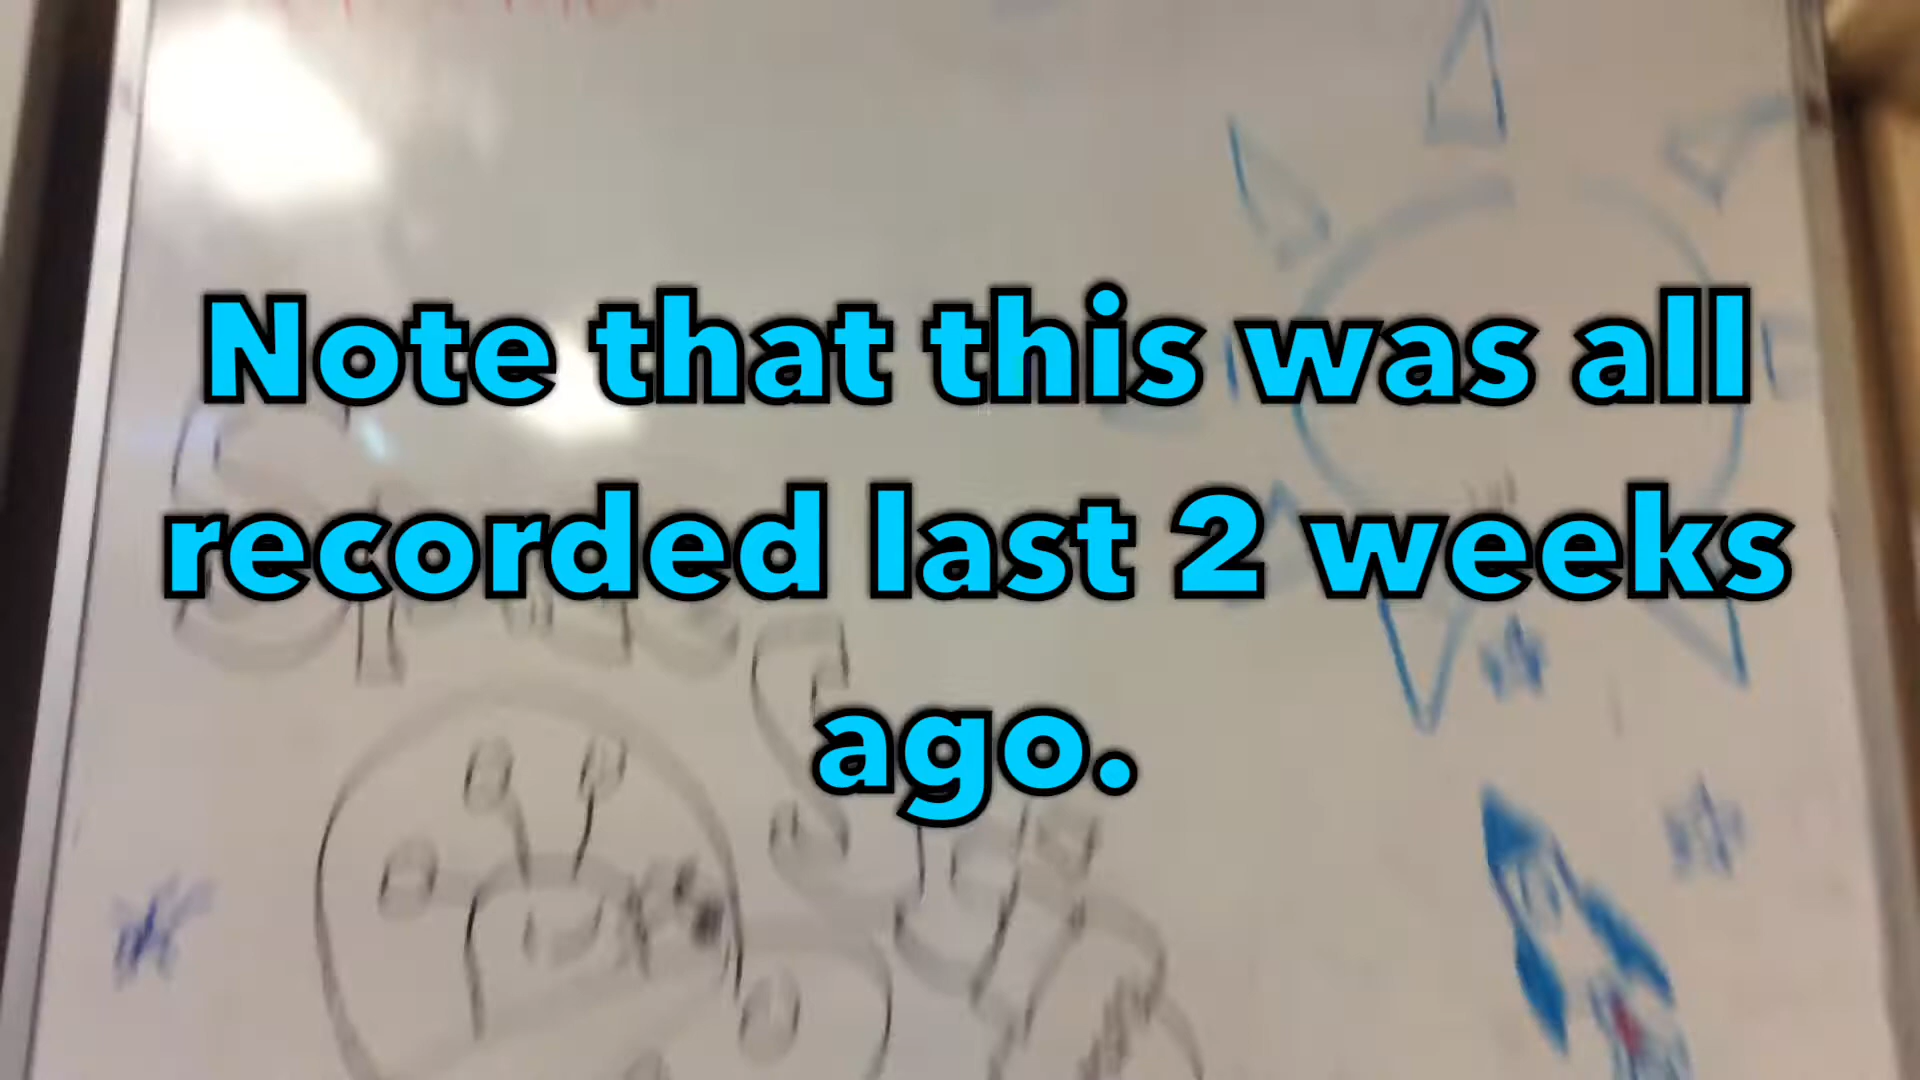 Note that this was all
recorded last 2 weeks
ago.